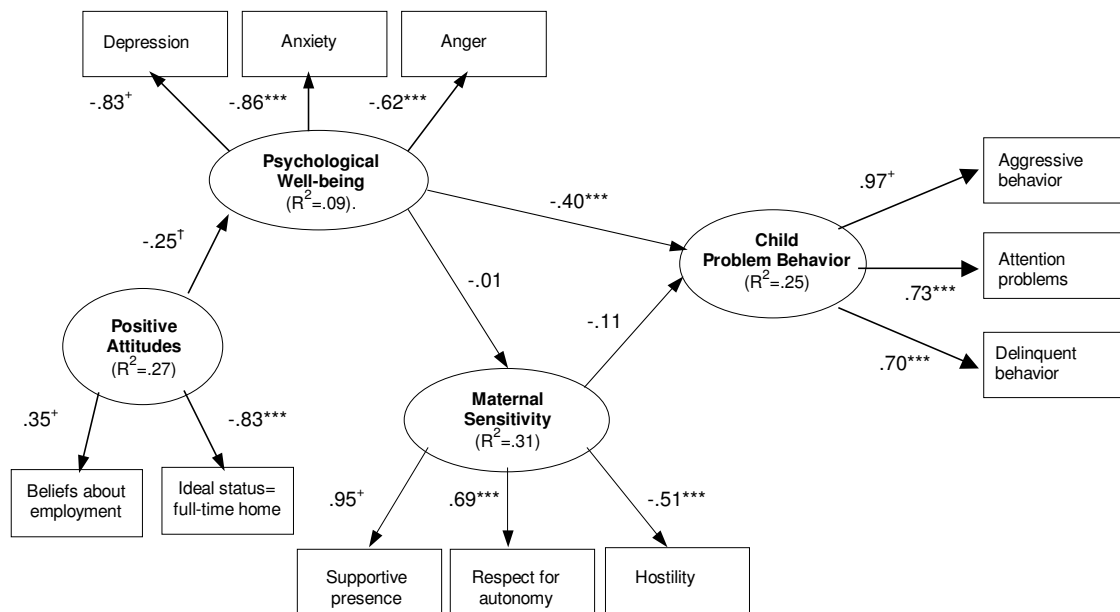 Depression
Anxiety
Anger
-.83+
-.86***
-.62***
Psychological
Well-being
(R²=.09).
Aggressive
behavior
.97+
-.40***
Child
Problem Behavior
(R²=.25)
Attention
problems
.73***
-.25†
-.01
-.11
Positive
Attitudes
(R²=.27)
.70***
Delinquent
behavior
Maternal
Sensitivity
(R²=.31)
.35+
-.83***
Beliefs about
employment
Ideal status=
full-time home
.95+
.69***
-.51***
Supportive
presence
Respect for
autonomy
Hostility